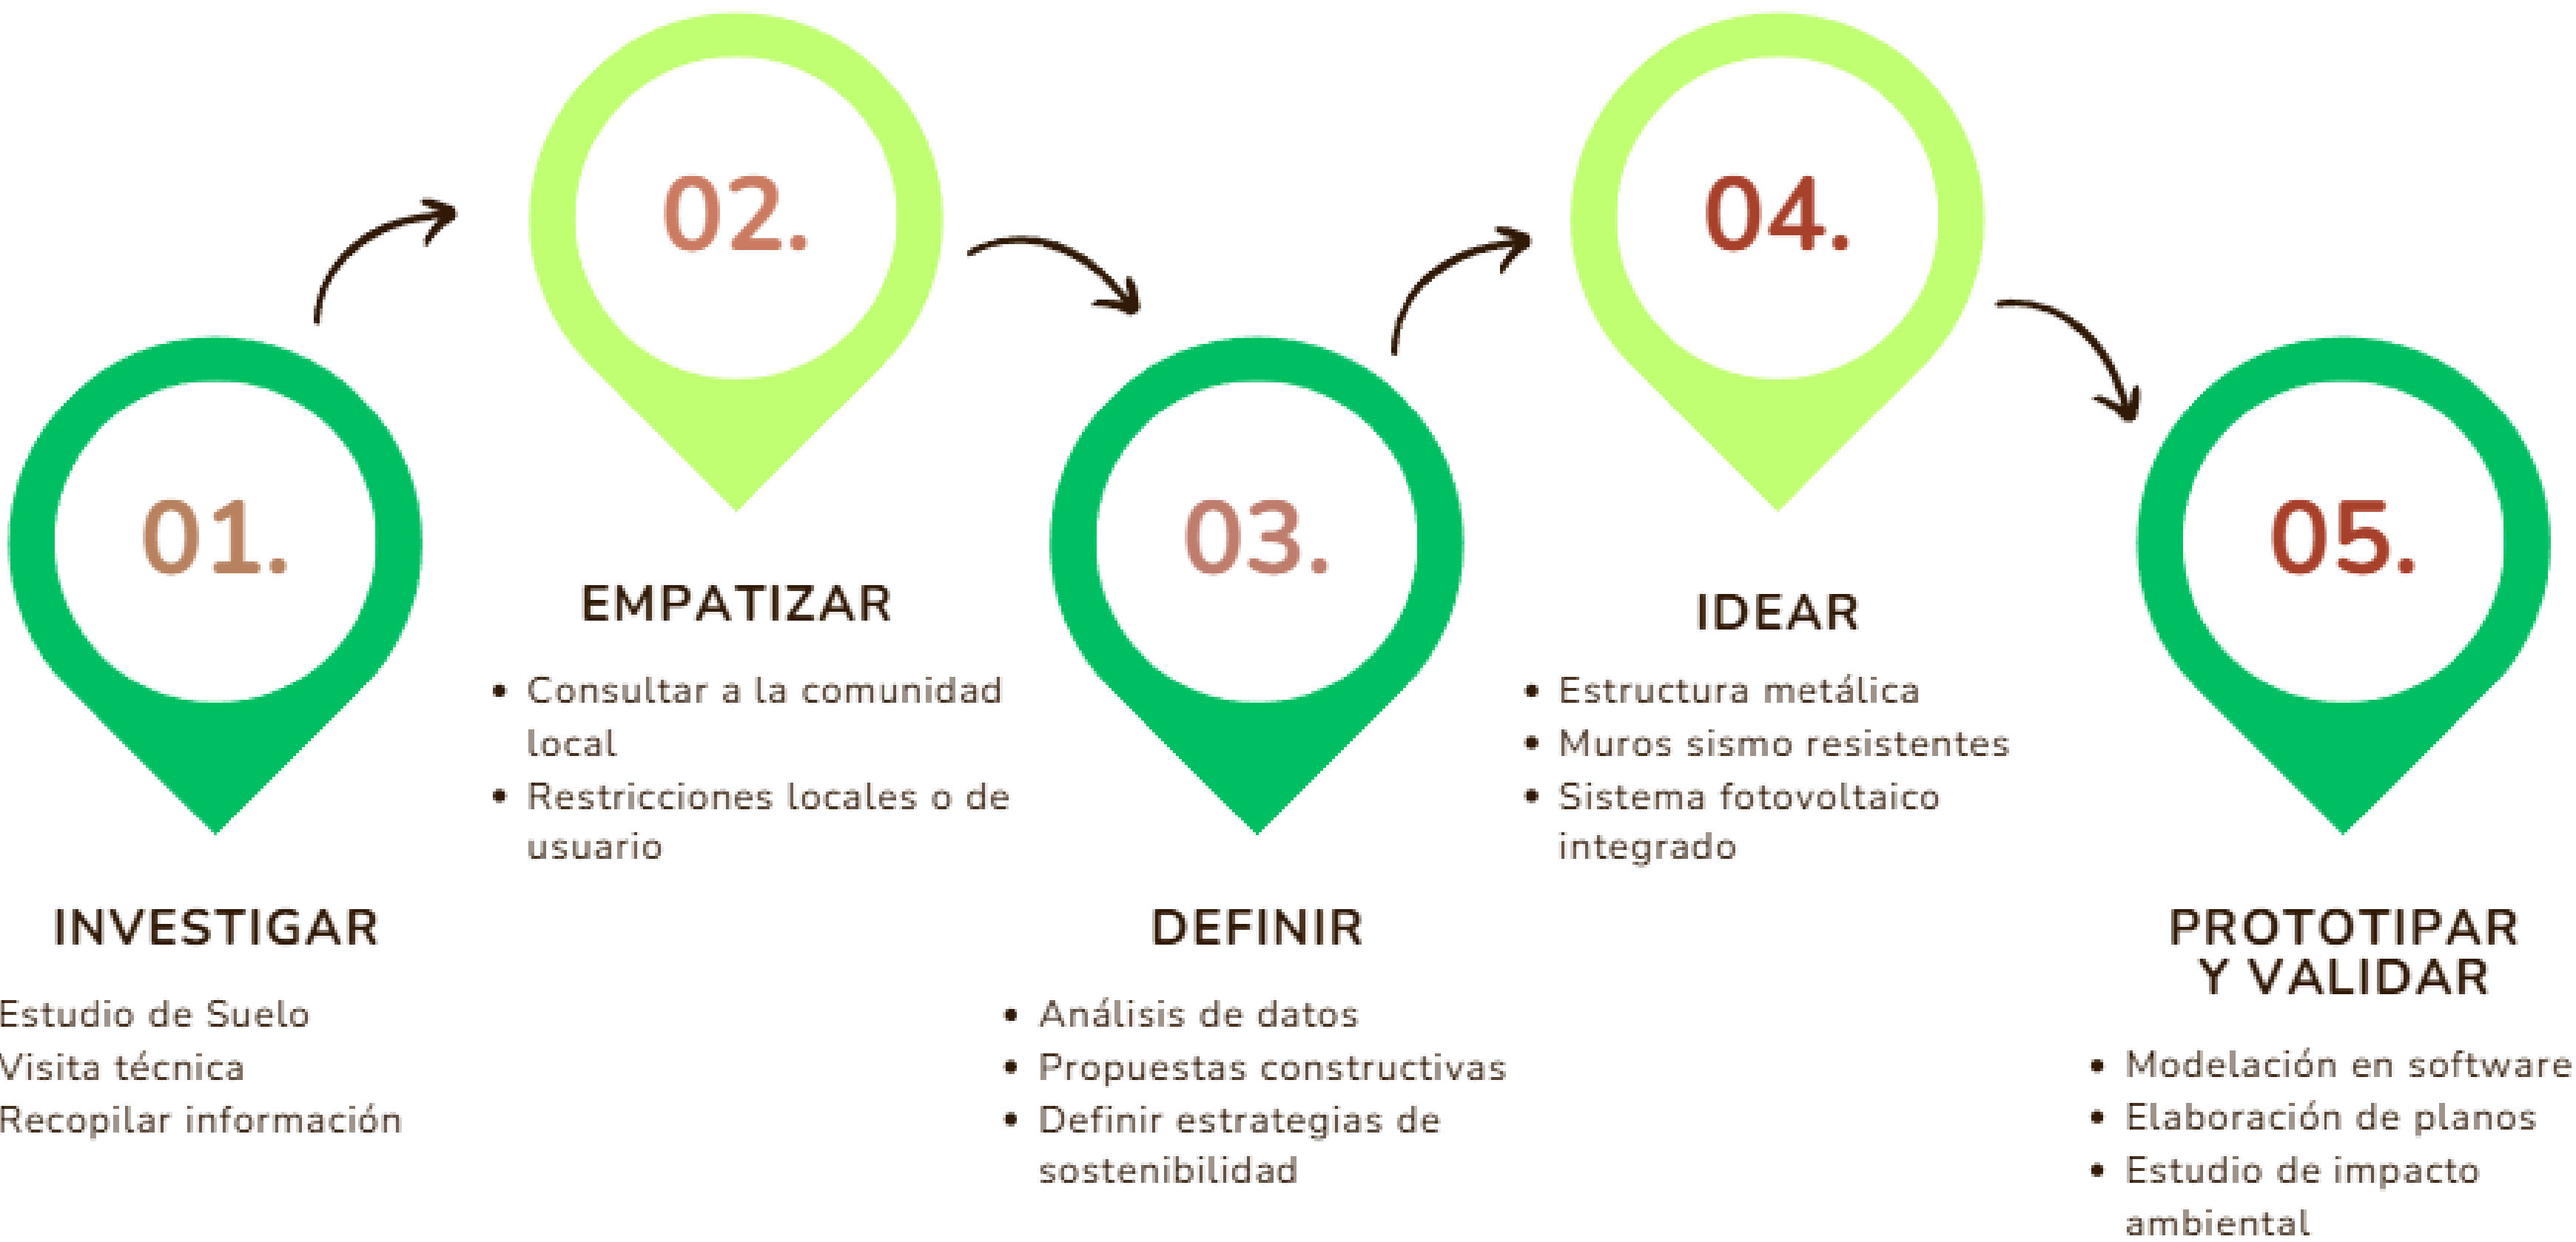 01.
INVESTIGAR
Estudio de Suelo
Visita técnica
Recopilar información
02.
EMPATIZAR
• Consultar a la comunidad
local
• Restricciones locales o de
usuario
03.
DEFINIR
• Análisis de datos
• Propuestas constructivas
• Definir estrategias de
sostenibilidad
04.
IDEAR
• Estructura metálica
• Muros sismo resistentes
• Sistema fotovoltaico
integrado
05.
PROTOTIPAR
Y VALIDAR
• Modelación en software
• Elaboración de planos
• Estudio de impacto
ambiental